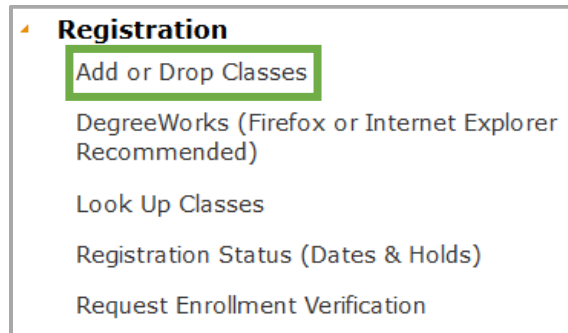 Registration
Add or Drop Classes
DegreeWorks (Firefox or Internet Explorer
Recommended)
Look Up Classes
Registration Status (Dates & Holds)
Request Enrollment Verification